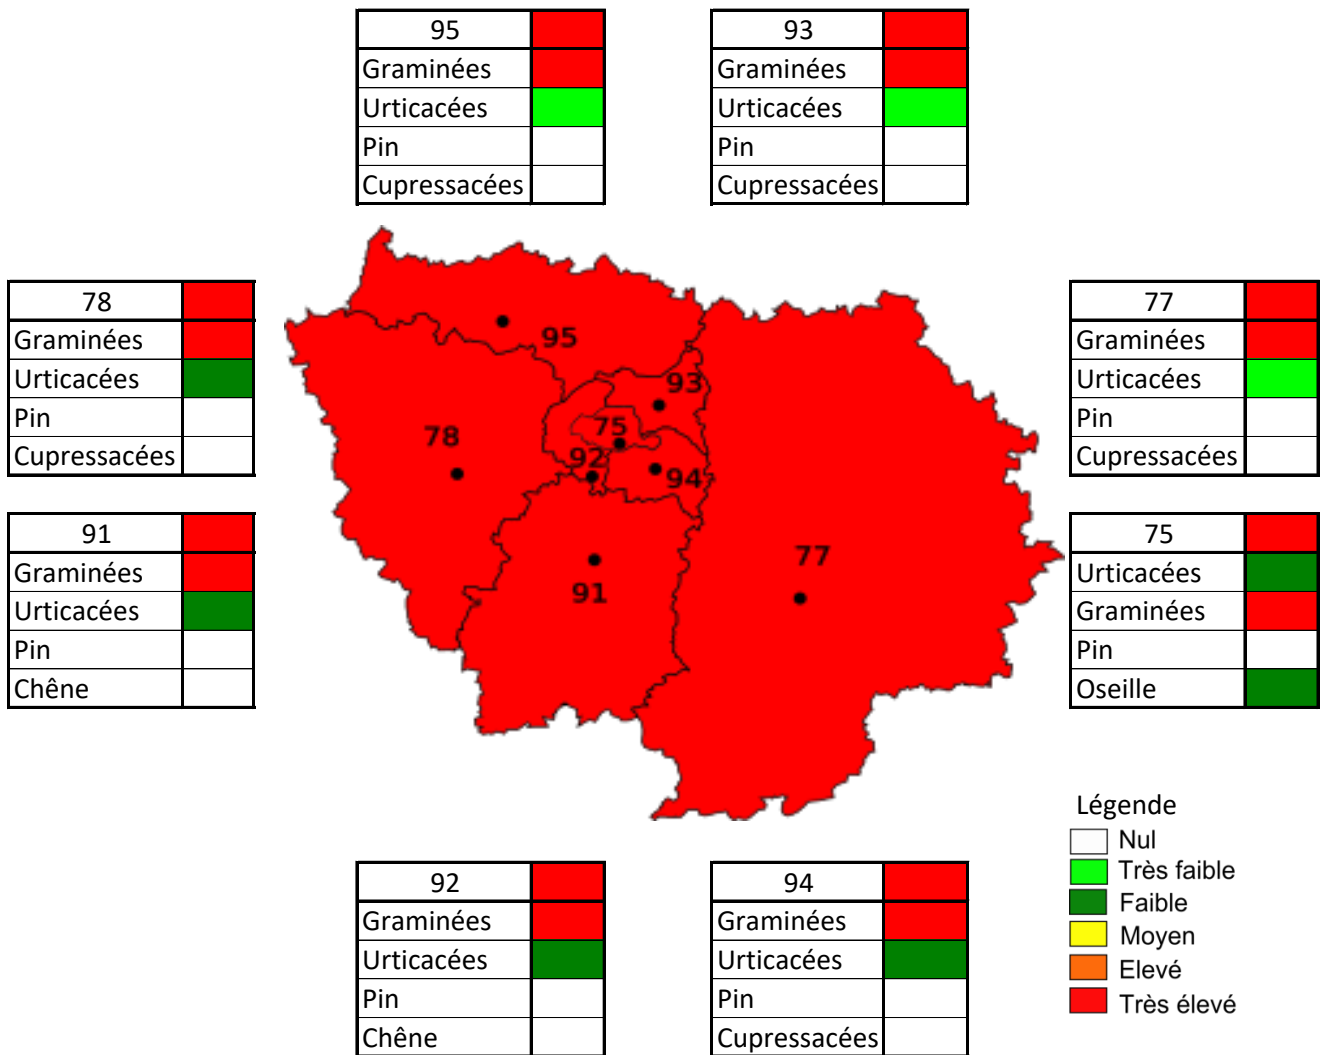 95
Graminées
Urticacées
Pin
Cupressacées
93
Graminées
Urticacées
Pin
Cupressacées
78
Graminées
Urticacées
Pin
Cupressacées
91
Graminées
Urticacées
Pin
Chêne
95
93
75
78
92
94
77
91
77
Graminées
Urticacées
Pin
Cupressacées
75
Urticacées
Graminées
Pin
Oseille
92
Graminées
Urticacées
Pin
Chêne
94
Graminées
Urticacées
Pin
Cupressacées
Légende
Nul
Très faible
Faible
Moyen
Elevé
Très élevé